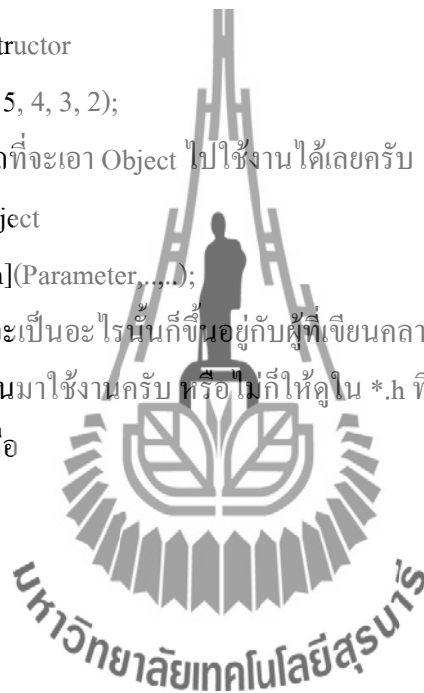 tructor
5, 4, 3, 2);
ที่จะเอา Object ไปใช้งานได้เลยครับ
ject
](Parameter,..,..);
จะเป็นอะไรนั้นก็ขึ้นอยู่กับผู้ที่เขียนคลา
มาใช้งานครับ หรือไม่ก็ให้ดูใน *.h ที่
มหาวิทยาลัยเทคโนโลยีสุรนารี